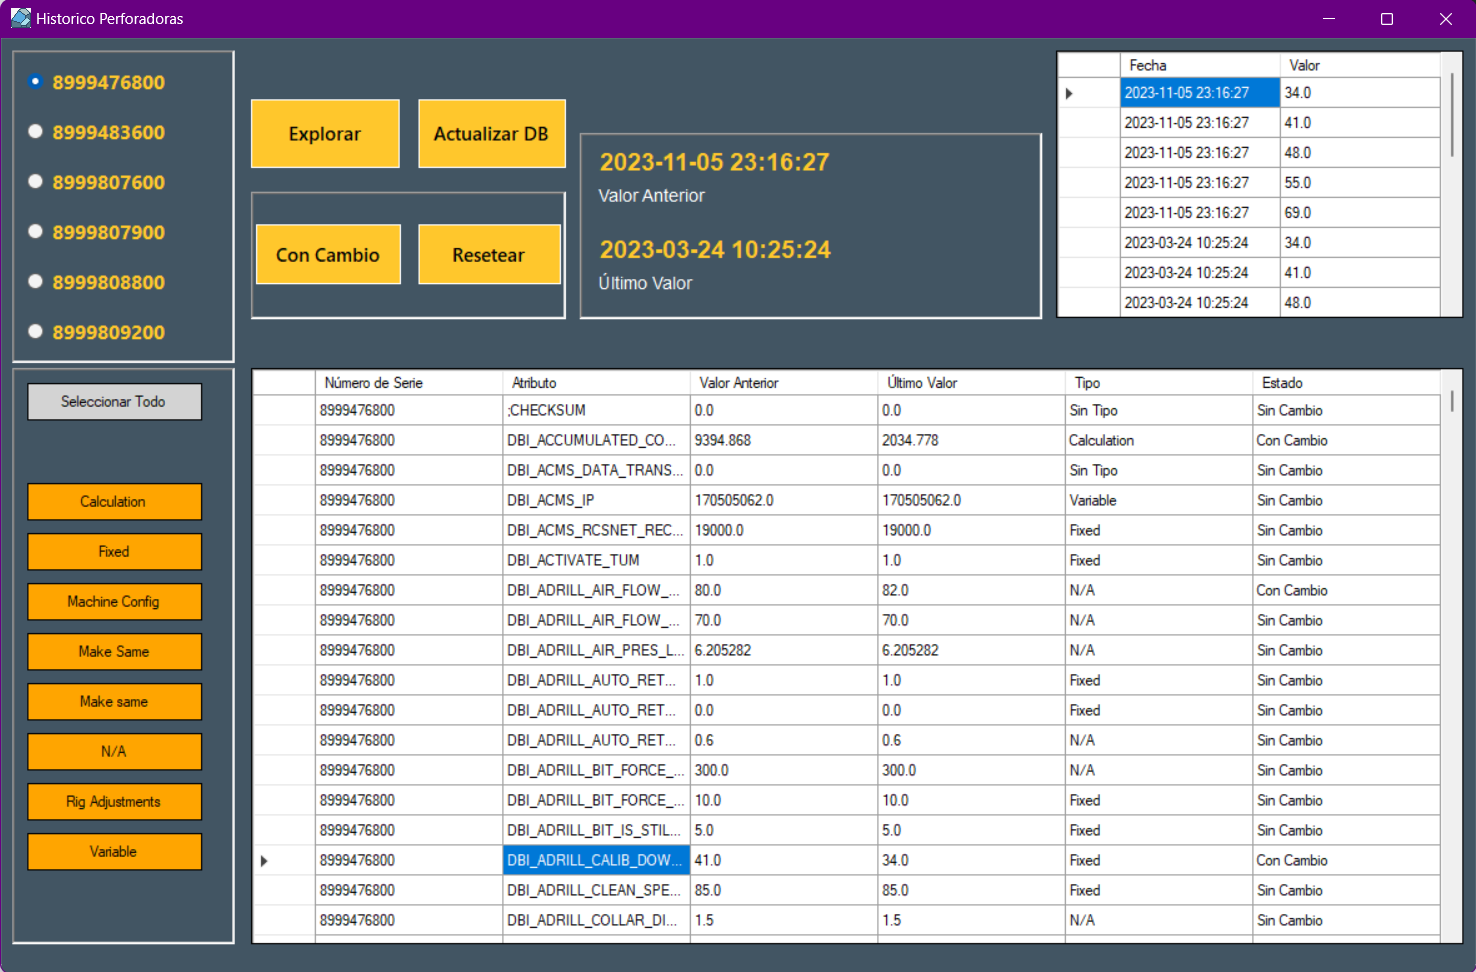 Historico Perforadoras
8999476800
8999483600
8999807600
8999807900
8999808800
8999809200
Explorar
Actualizar DB
Con Cambio
Resetear
2023-11-05 23:16:27
Valor Anterior
2023-03-24 10:25:24
Último Valor
Fecha Valor
2023-11-05 23:16:27 34.0
2023-11-05 23:16:27 41.0
2023-11-05 23:16:27 48.0
2023-11-05 23:16:27 55.0
2023-11-05 23:16:27 69.0
2023-03-24 10:25:24 34.0
2023-03-24 10:25:24 41.0
2023-03-24 10:25:24 48.0
Seleccionar Todo
Calculation
Fixed
Machine Config
Make Same
Make same
N/A
Rig Adjustments
Variable
Número de Serie Atributo Valor Anterior Último Valor Tipo Estado
8999476800 ;CHECKSUM 0.0 0.0 Sin Tipo Sin Cambio
8999476800 DBI_ACCUMULATED_CO... 9394.868 2034.778 Calculation Con Cambio
8999476800 DBI_ACMS_DATA_TRANS... 0.0 0.0 Sin Tipo Sin Cambio
8999476800 DBI_ACMS_IP 170505062.0 170505062.0 Variable Sin Cambio
8999476800 DBI_ACMS_RCSNET_REC... 19000.0 19000.0 Fixed Sin Cambio
8999476800 DBI_ACTIVATE_TUM 1.0 1.0 Fixed Sin Cambio
8999476800 DBI_ADRILL_AIR_FLOW_... 80.0 82.0 N/A Con Cambio
8999476800 DBI_ADRILL_AIR_FLOW_... 70.0 70.0 N/A Sin Cambio
8999476800 DBI_ADRILL_AIR_PRES_L... 6.205282 6.205282 N/A Sin Cambio
8999476800 DBI_ADRILL_AUTO_RET... 1.0 1.0 Fixed Sin Cambio
8999476800 DBI_ADRILL_AUTO_RET... 0.0 0.0 Fixed Sin Cambio
8999476800 DBI_ADRILL_AUTO_RET... 0.6 0.6 N/A Sin Cambio
8999476800 DBI_ADRILL_BIT_FORCE_... 300.0 300.0 N/A Sin Cambio
8999476800 DBI_ADRILL_BIT_FORCE_... 10.0 10.0 Fixed Sin Cambio
8999476800 DBI_ADRILL_BIT_IS_STIL... 5.0 5.0 Fixed Sin Cambio
8999476800 DBI_ADRILL_CALIB_DOW... 41.0 34.0 Fixed Con Cambio
8999476800 DBI_ADRILL_CLEAN_SPE... 85.0 85.0 Fixed Sin Cambio
8999476800 DBI_ADRILL_COLLAR_DI... 1.5 1.5 N/A Sin Cambio